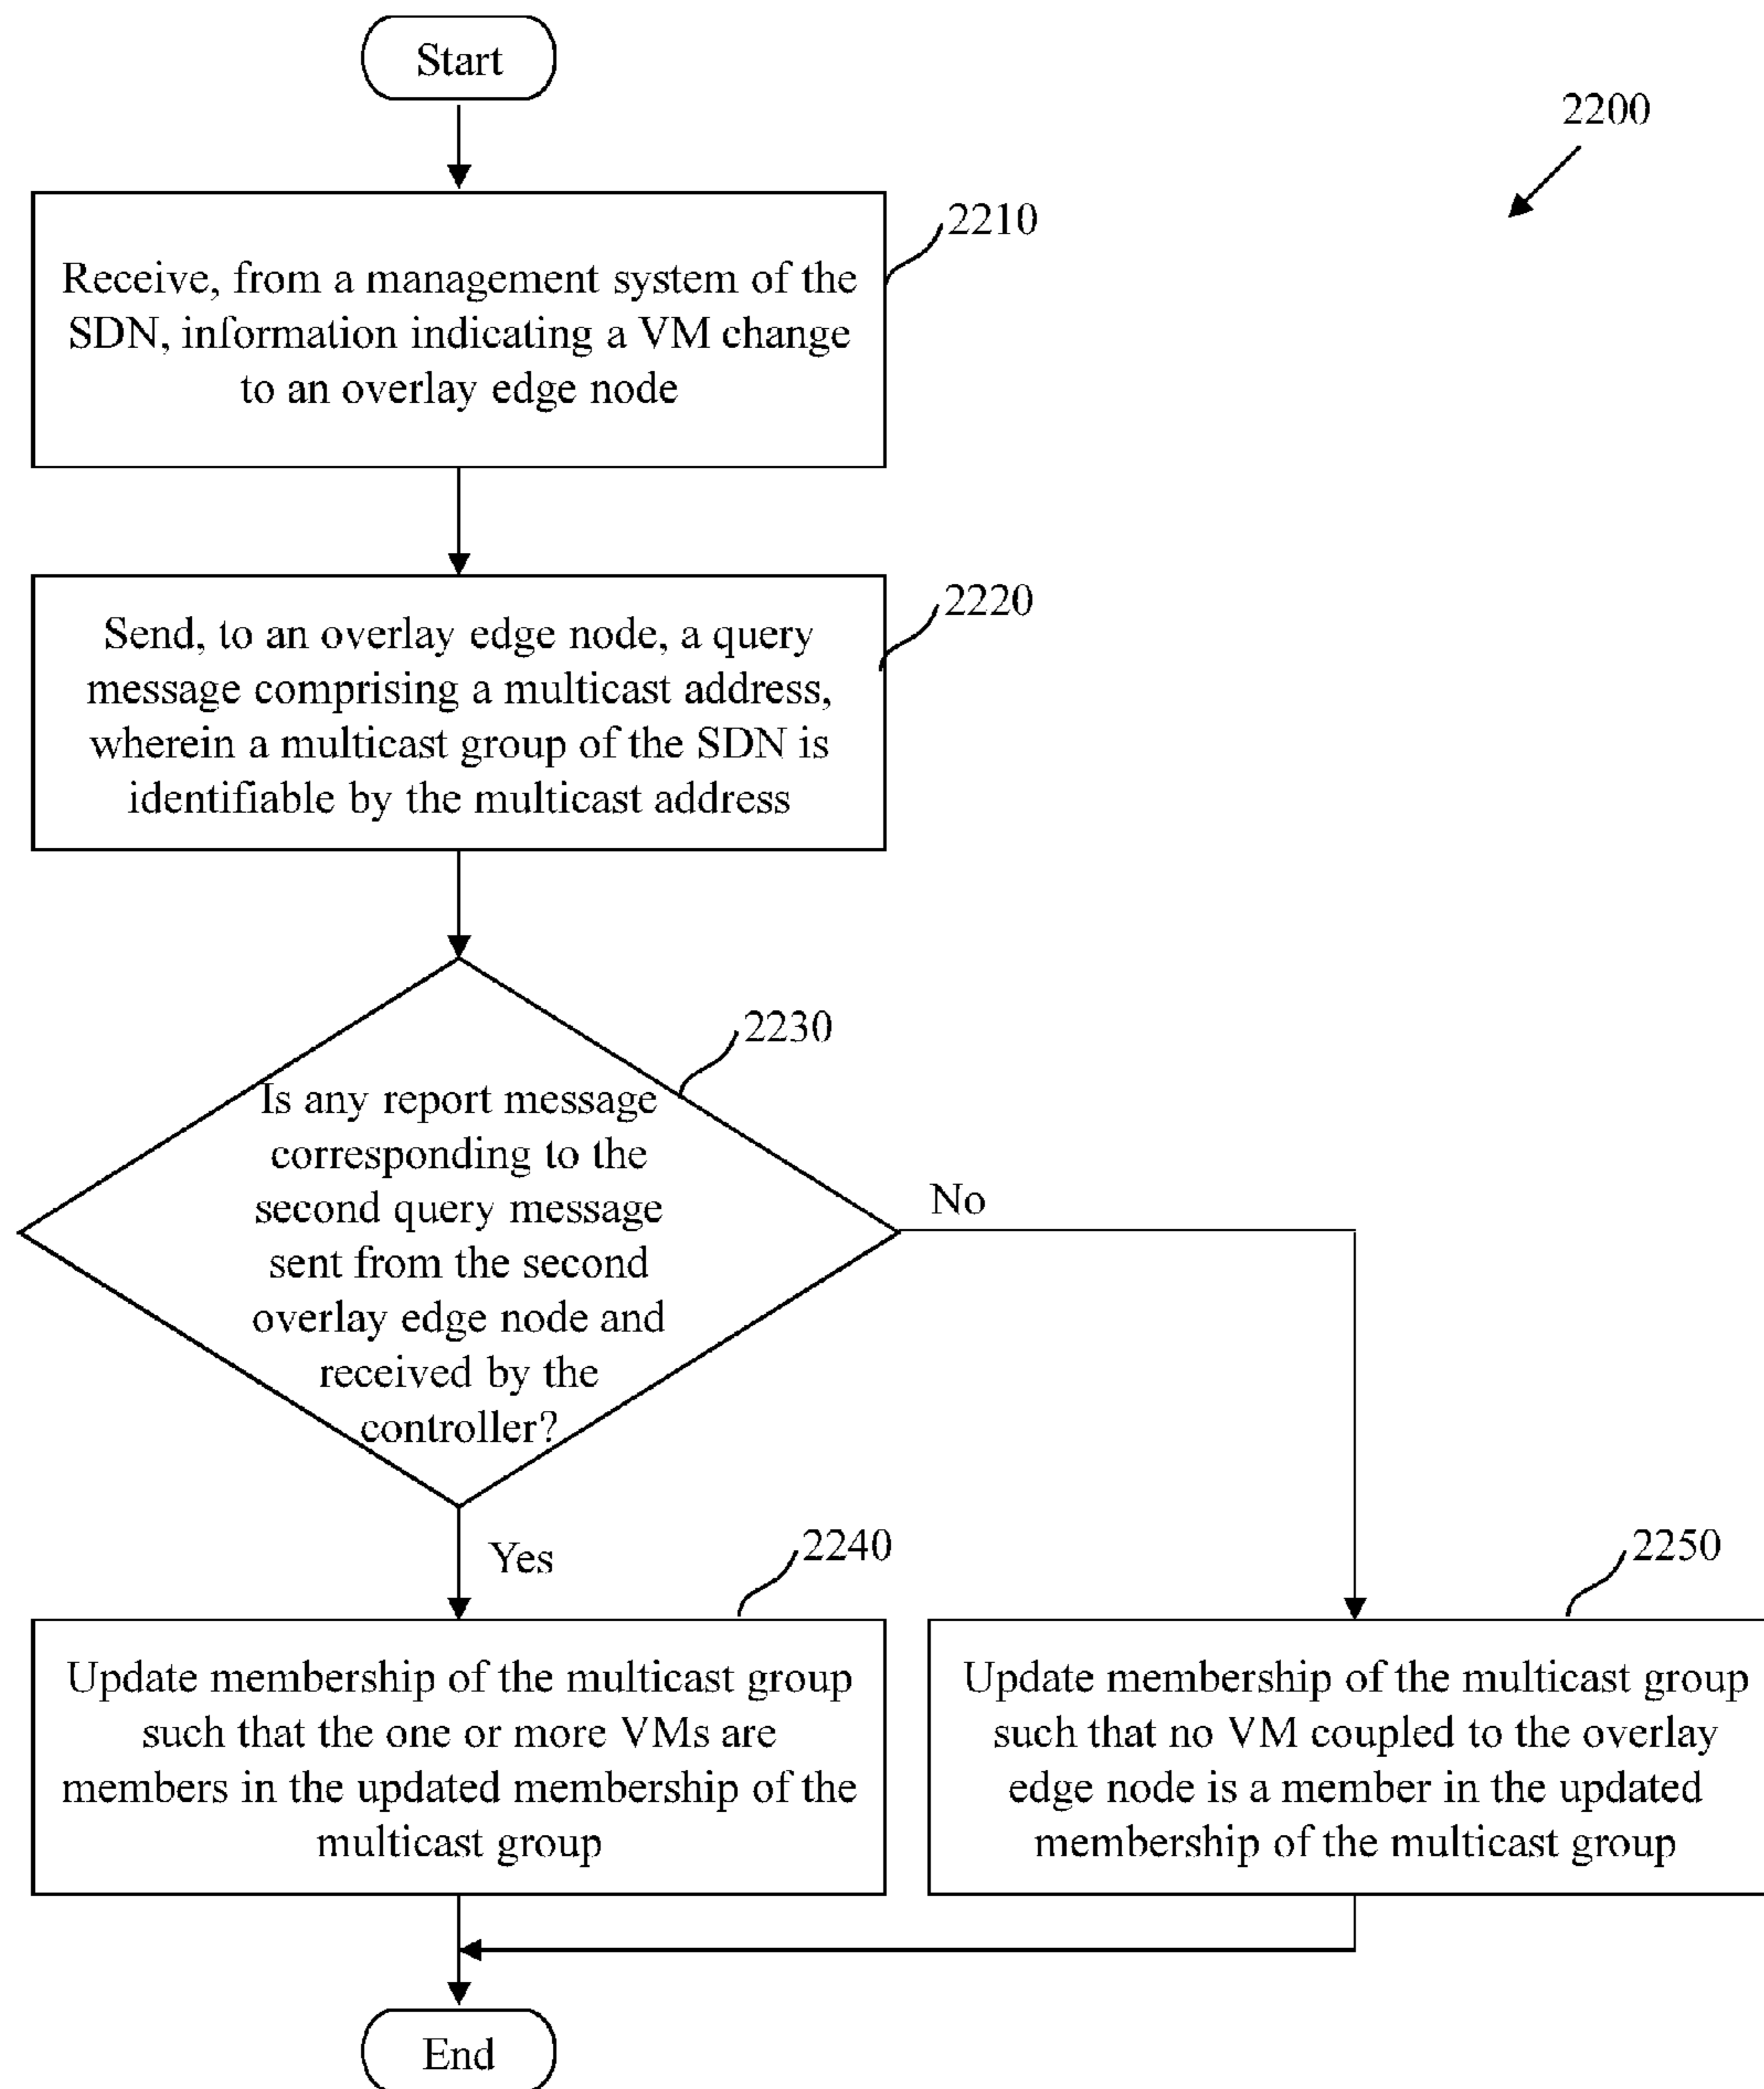 Start
2200
2210
Receive, from a management system of the
SDN, information indicating a VM change
to an overlay edge node
2220
Send, to an overlay edge node, a query
message comprising a multicast address,
wherein a multicast group of the SDN is
identifiable by the multicast address
2230
Is any report message
corresponding to the
second query message
sent from the second
overlay edge node and
received by the
controller?
No
Yes
2240
Update membership of the multicast group
such that the one or more VMs are
members in the updated membership of the
multicast group
2250
Update membership of the multicast group
such that no VM coupled to the overlay
edge node is a member in the updated
membership of the multicast group
End